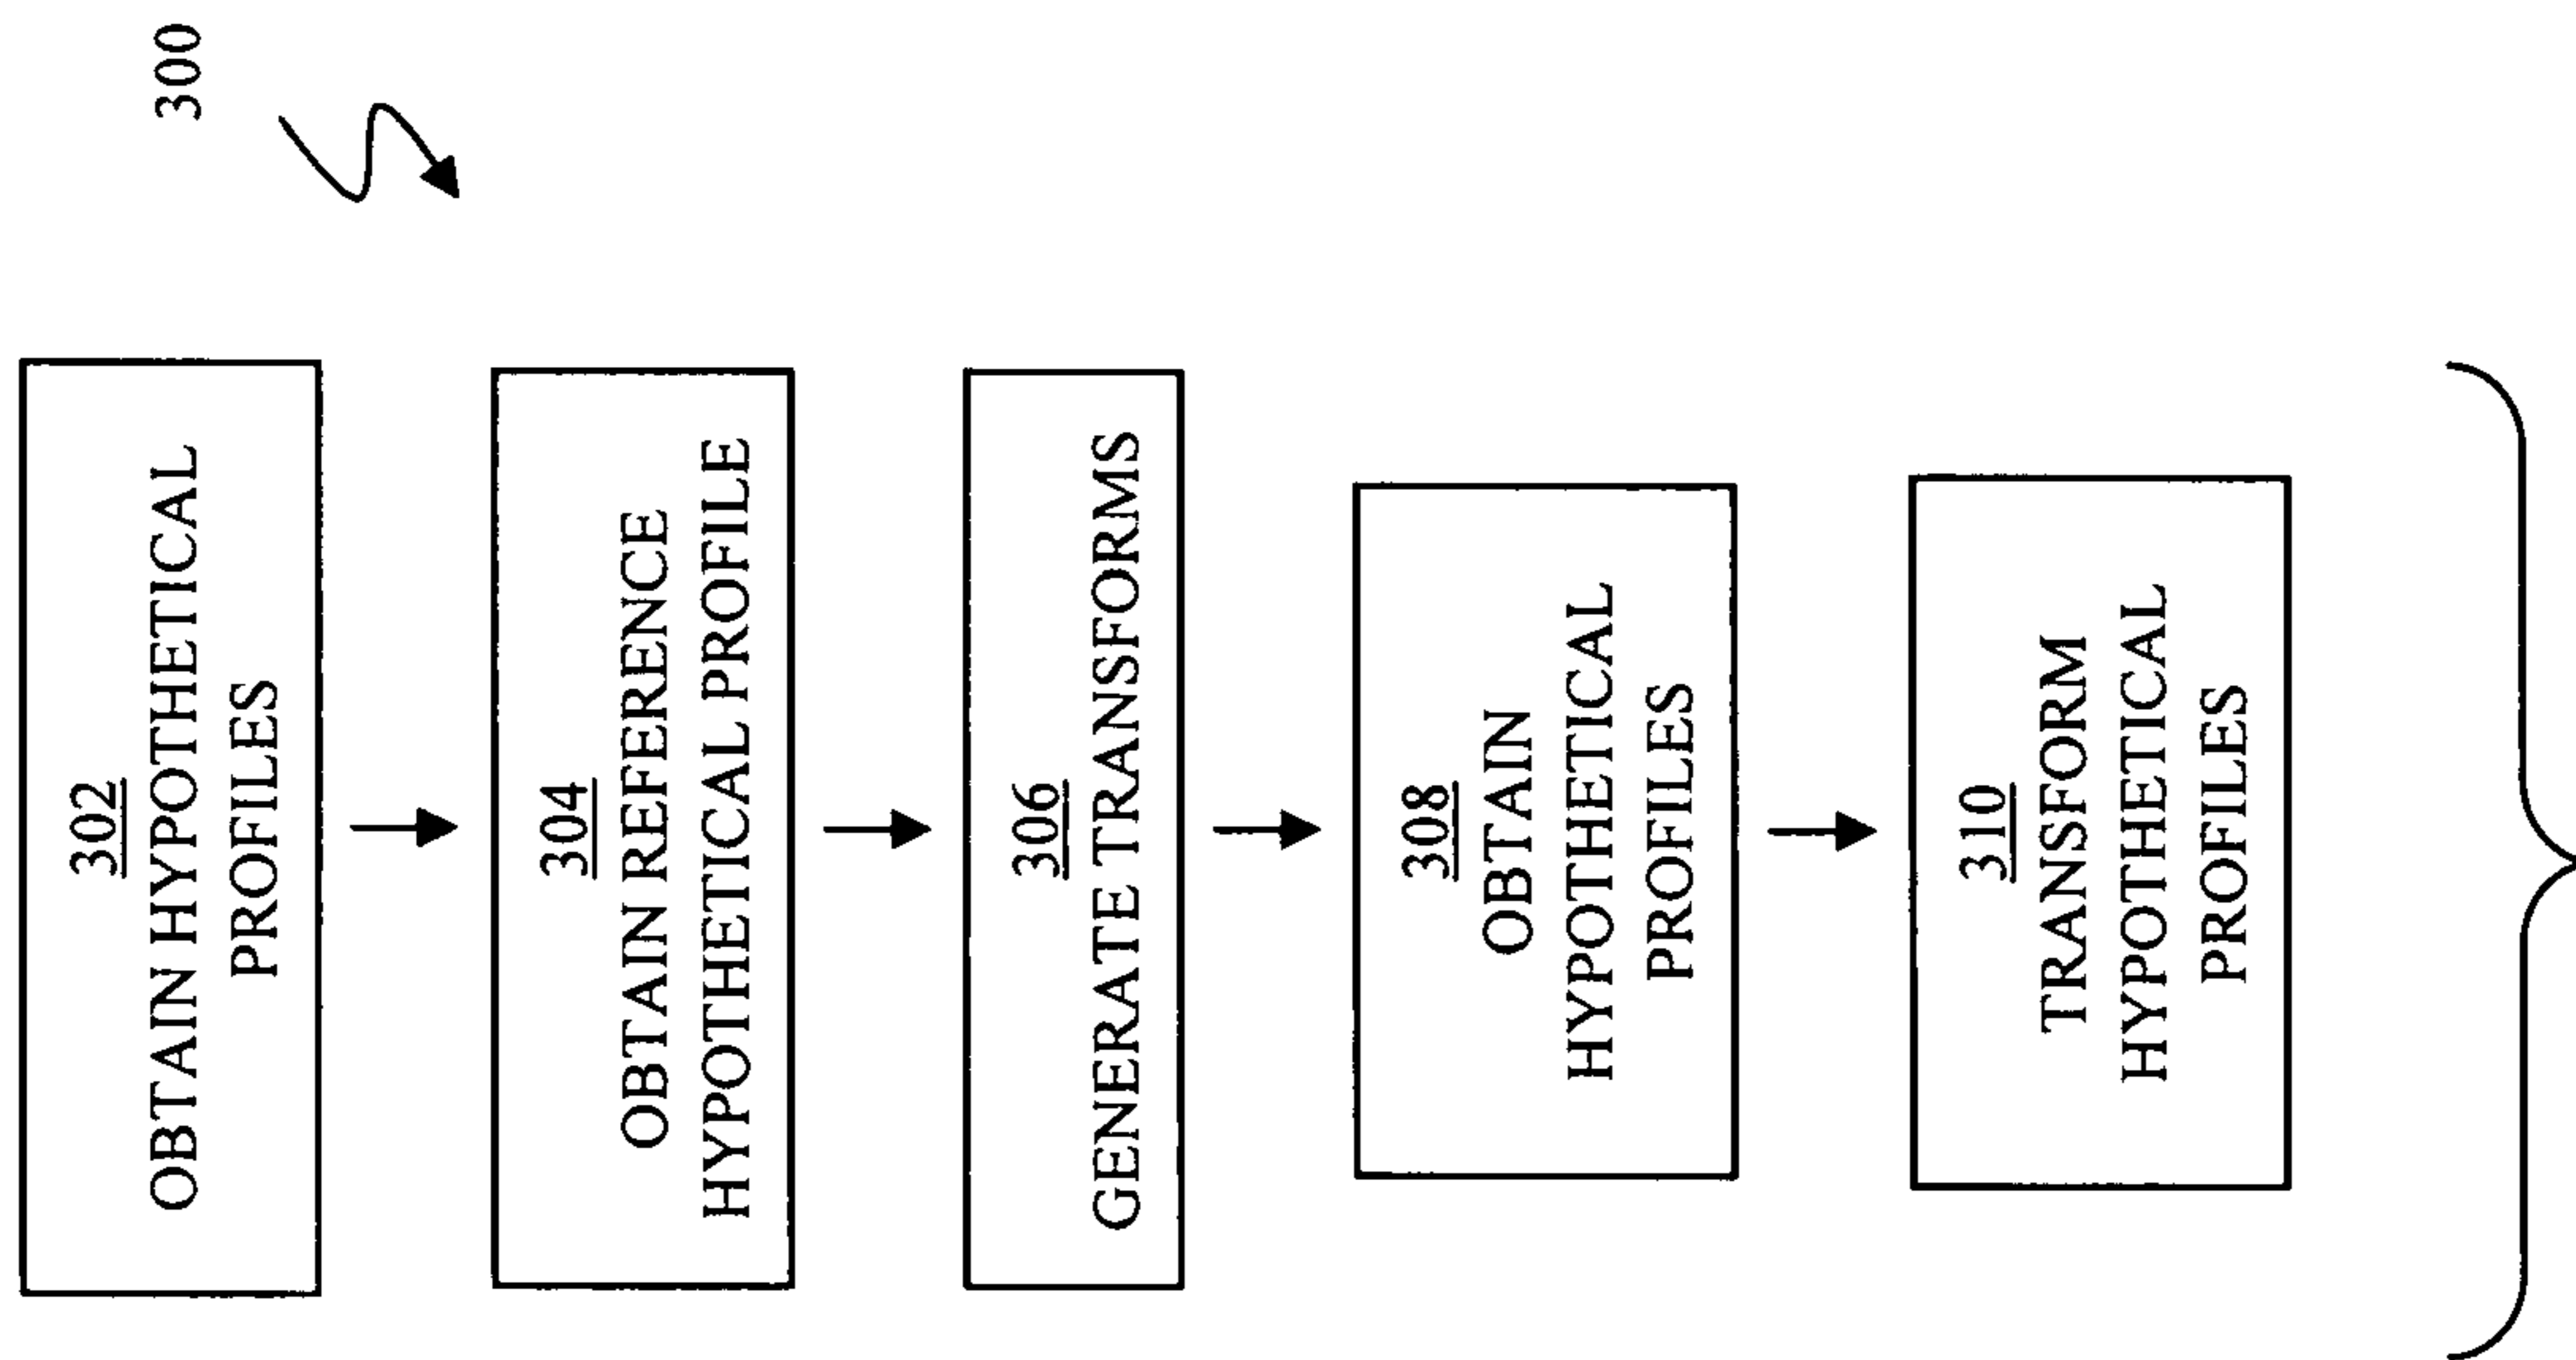 300
302
OBTAIN HYPOTHETICAL
PROFILES
304
OBTAIN REFERENCE
HYPOTHETICAL PROFILE
306
GENERATE TRANSFORMS
308
OBTAIN
HYPOTHETICAL
PROFILES
310
TRANSFORM
HYPOTHETICAL
PROFILES